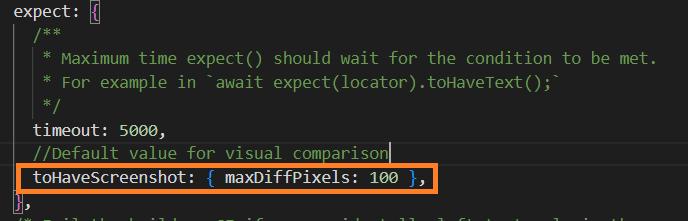 expect: {
/**
* Maximum time expect() should wait for the condition to be met.
* For example in `await expect(locator).toHaveText();`
*/
timeout: 5000,
//Default value for visual comparison
toHaveScreenshot: { maxDiffPixels: 100 },
},